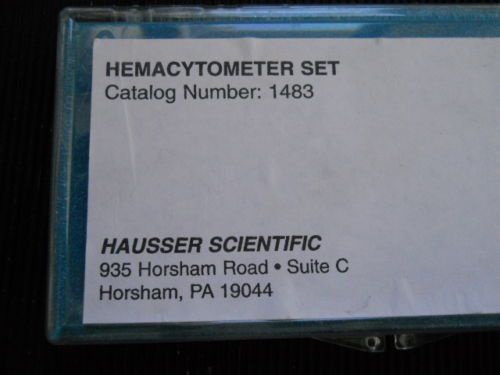 HEMACYTOMETER SET
Catalog Number: 1483
HAUSSER SCIENTIFIC
935 Horsham Road • Suite C
Horsham, PA 19044